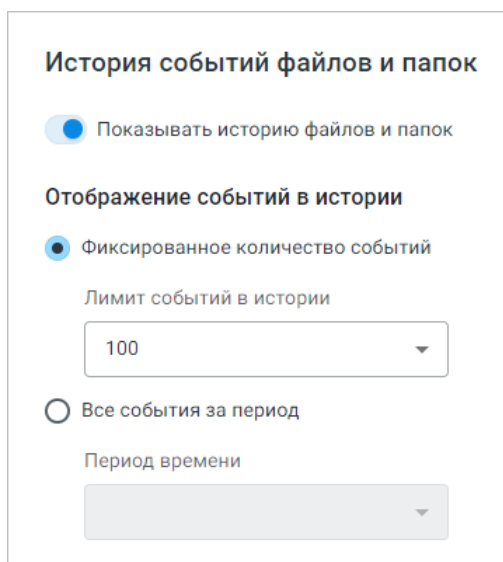 История событий файлов и папок
Показывать историю файлов и папок
Отображение событий в истории
Фиксированное количество событий
Лимит событий в истории
100
Все события за период
Период времени